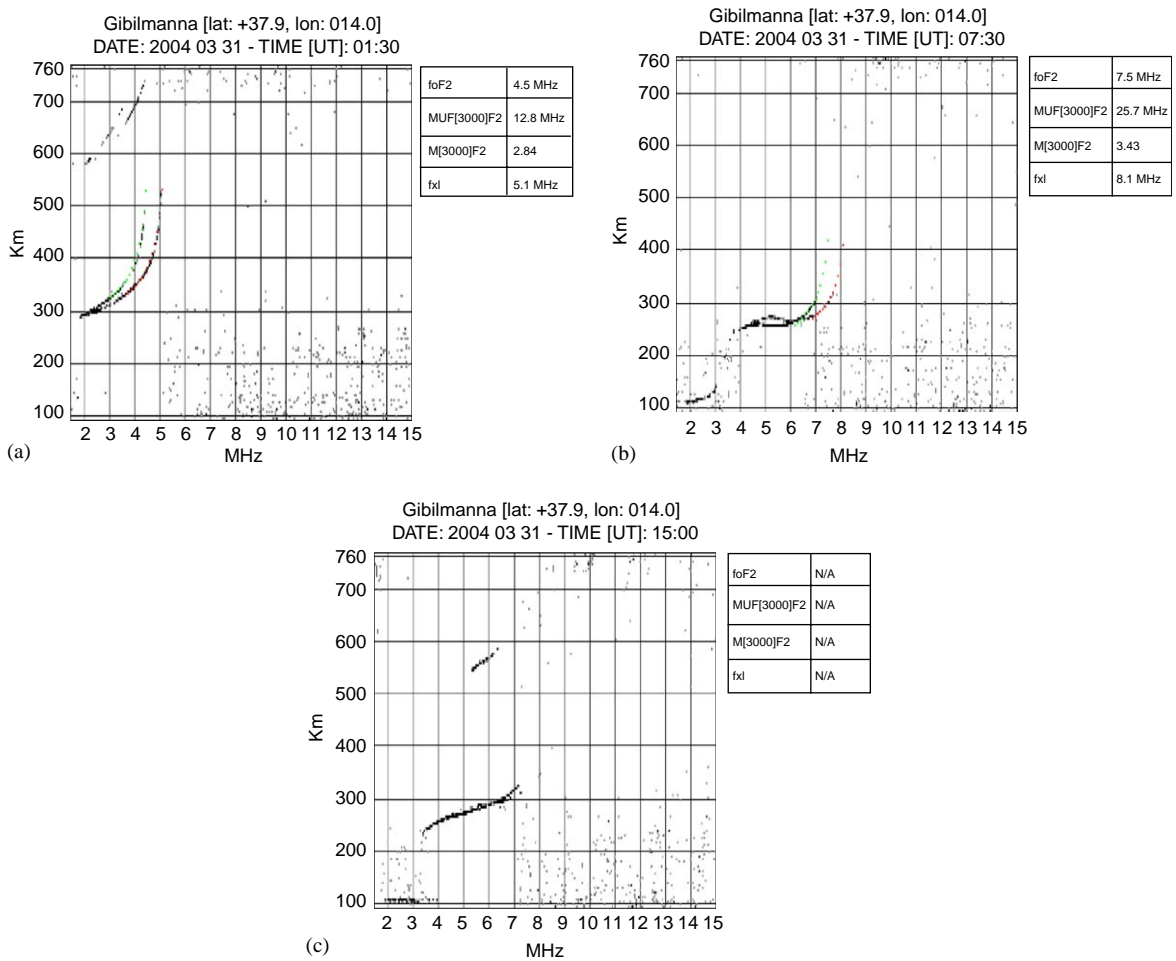 Gibilmanna [lat: +37.9, lon: 014.0]
DATE: 2004 03 31 - TIME [UT]: 01:30
760
700
600
500
400
300
200
100
Km
2 3 4 5 6 7 8 9 10 11 12 13 14 15
MHz
foF2 4.5 MHz
MUF[3000]F2 12.8 MHz
M[3000]F2 2.84
fxI 5.1 MHz
(a)
Gibilmanna [lat: +37.9, lon: 014.0]
DATE: 2004 03 31 - TIME [UT]: 07:30
760
700
600
500
400
300
200
100
Km
2 3 4 5 6 7 8 9 10 11 12 13 14 15
MHz
foF2 7.5 MHz
MUF[3000]F2 25.7 MHz
M[3000]F2 3.43
fxI 8.1 MHz
(b)
Gibilmanna [lat: +37.9, lon: 014.0]
DATE: 2004 03 31 - TIME [UT]: 15:00
760
700
600
500
400
300
200
100
Km
2 3 4 5 6 7 8 9 10 11 12 13 14 15
MHz
foF2 N/A
MUF[3000]F2 N/A
M[3000]F2 N/A
fxI N/A
(c)